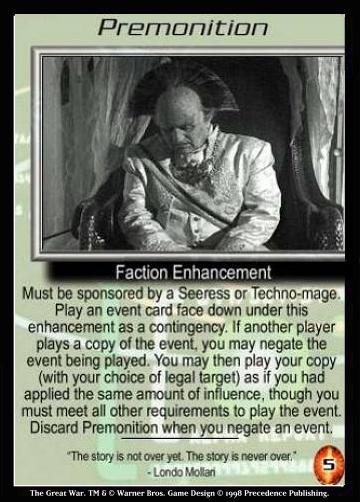 Premonition
Faction Enhancement
Must be sponsored by a Seeress or Techno-mage.
Play an event card face down under this
enhancement as a contingency. If another player
plays a copy of the event, you may negate the
event being played. You may then play your copy
(with your choice of legal target) as if you had
applied the same amount of influence, though you
must meet all other requirements to play the event.
Discard Premonition when you negate an event.
"The story is not over yet. The story is never over."
- Londo Mollari
5
The Great War. TM & © Warner Bros. Game Design © 1998 Precedence Publishing.